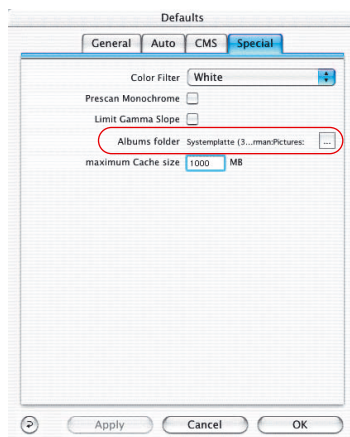 Defaults
General Auto CMS Special
Color Filter White
Prescan Monochrome
Limit Gamma Slope
Albums folder Systemplatte (3...rman:Pictures: ...
maximum Cache size 1000 MB
Apply Cancel OK